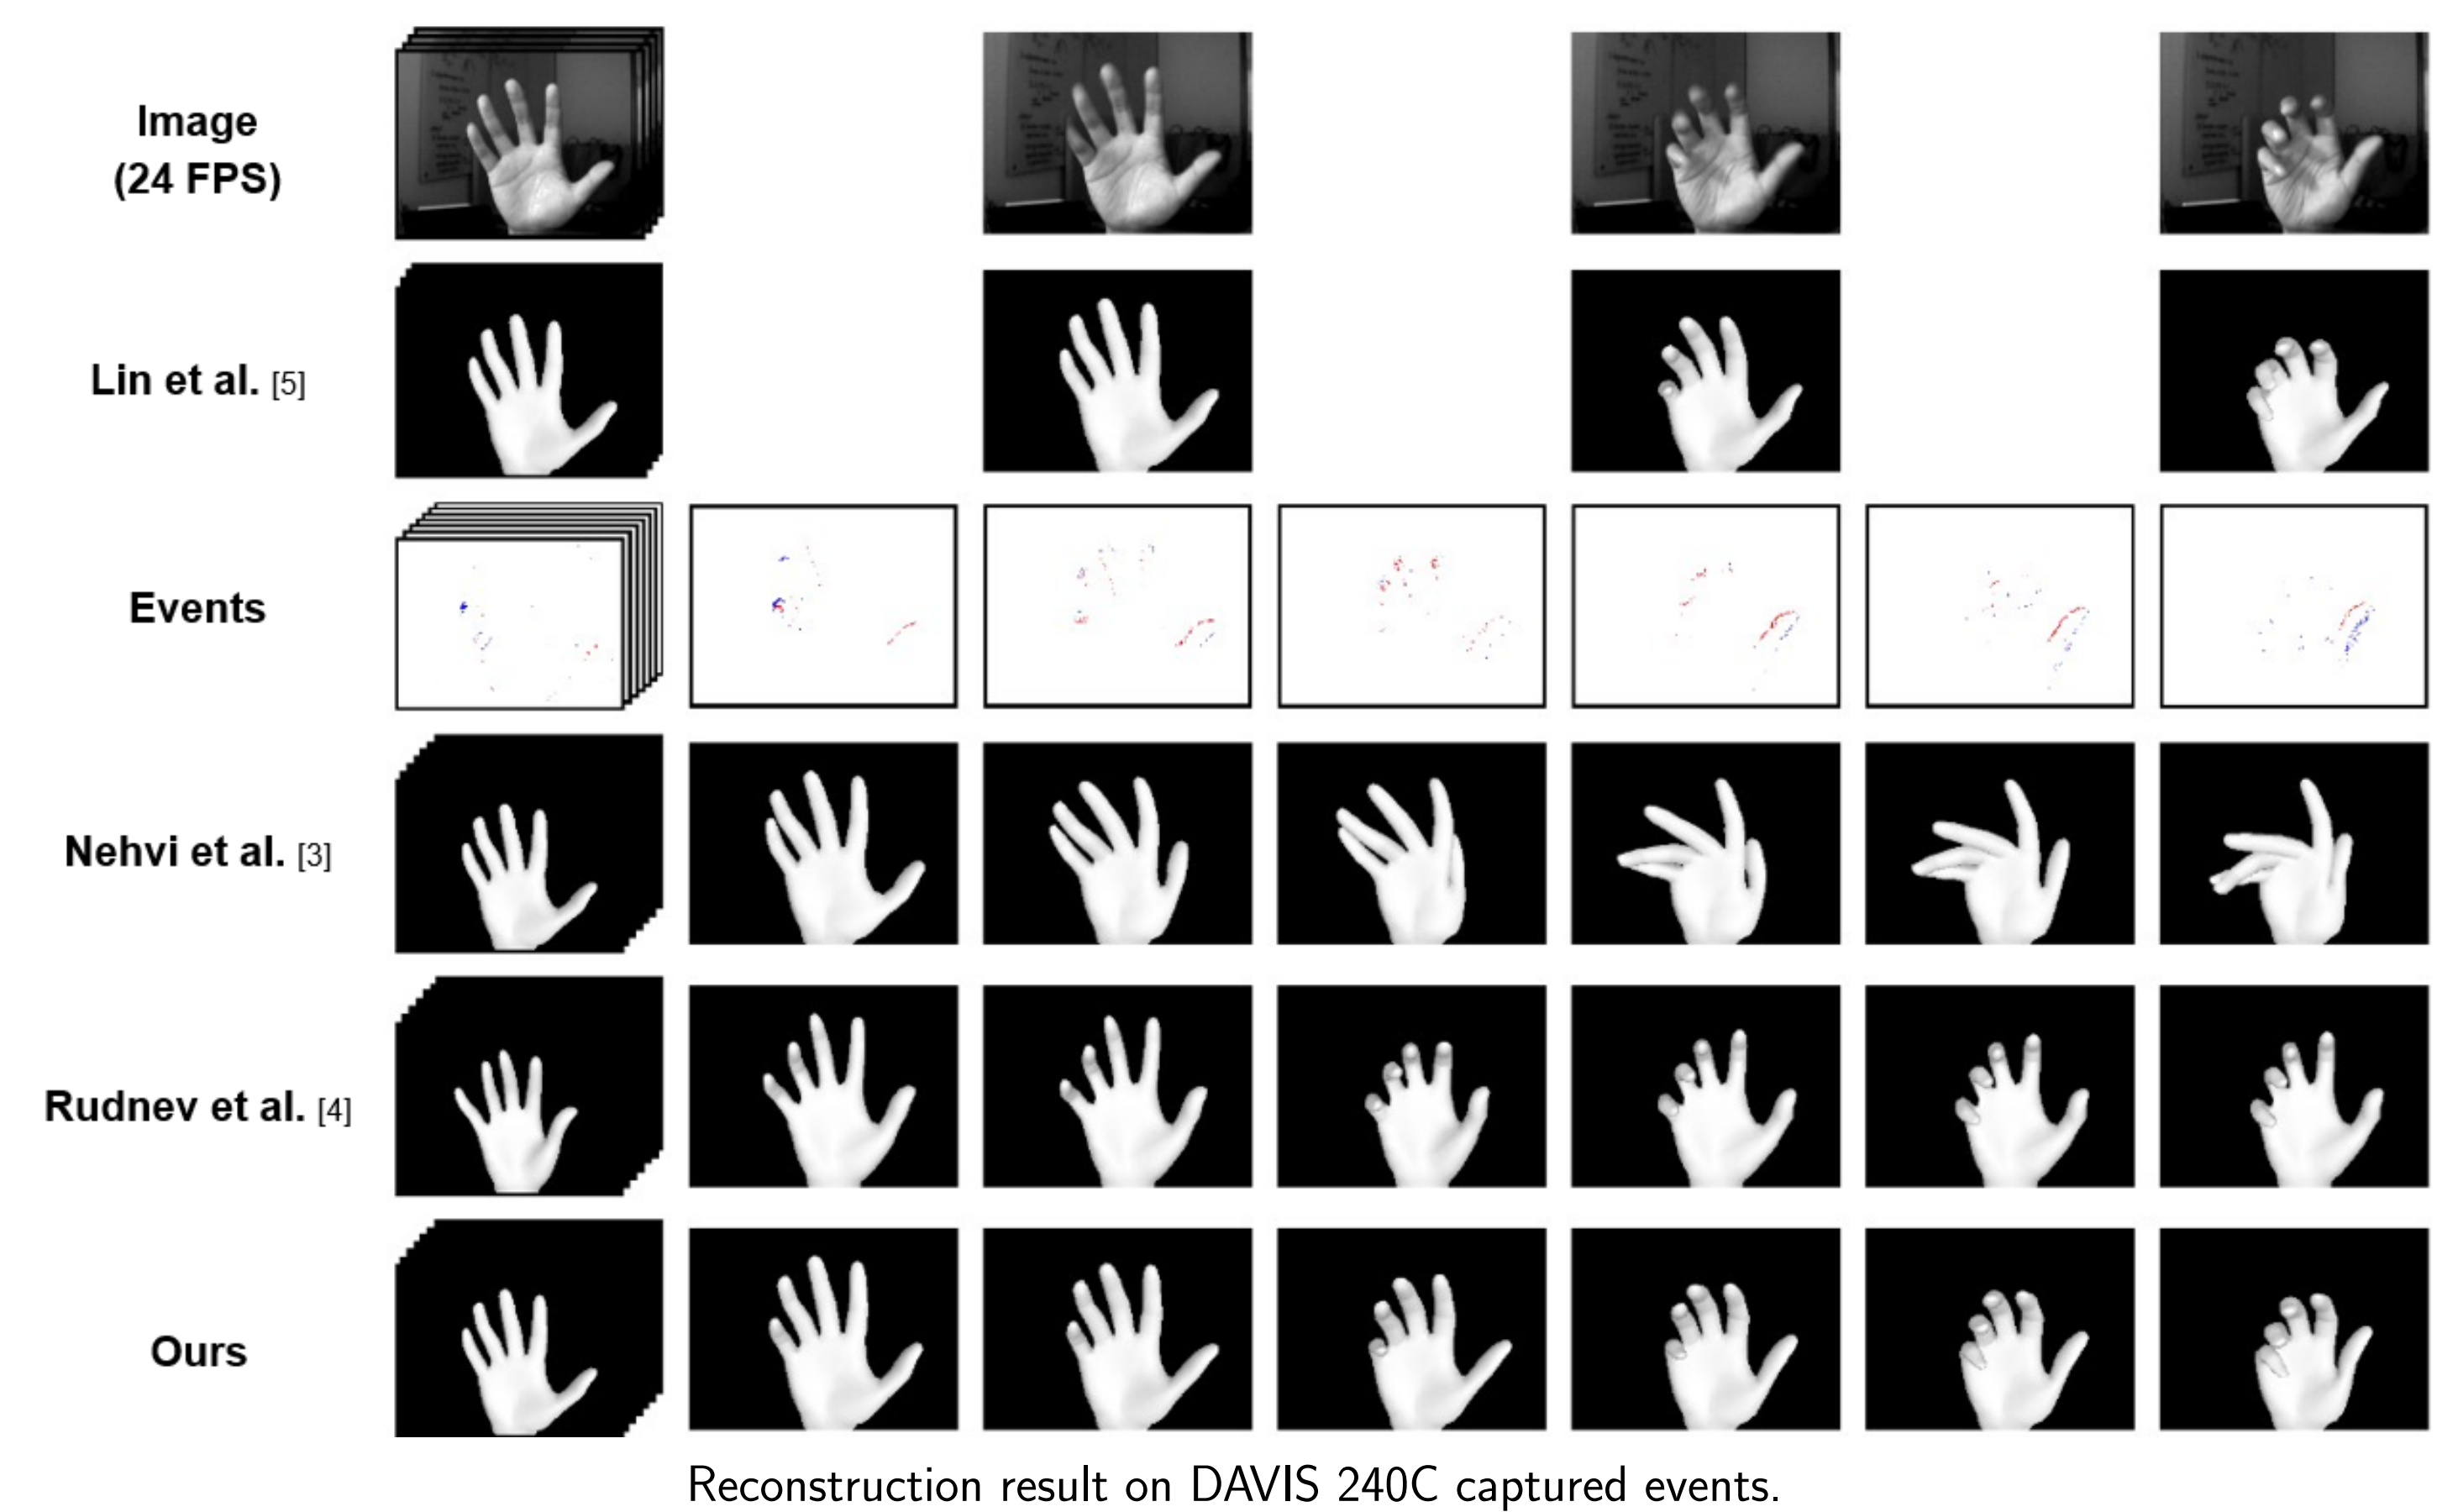 Image
(24 FPS)
Lin et al. [5]
Events
Nehvi et al. [3]
Rudnev et al. [4]
Ours
Reconstruction result on DAVIS 240C captured events.